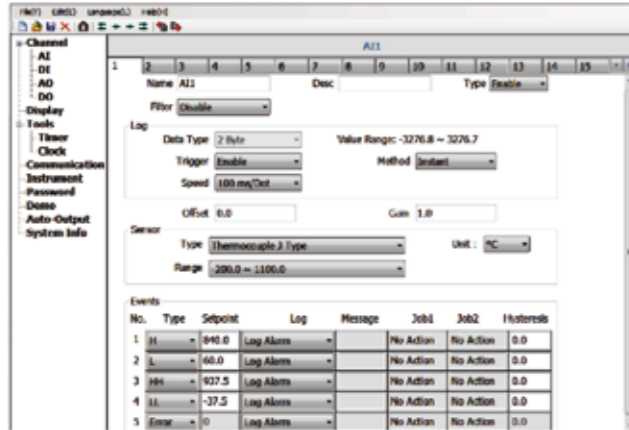 File(F) Edit(E) Language(L) Help(H)
Channel
AI
DI
AO
DO
Display
Tools
Timer
Clock
Communication
Instrument
Password
Demo
Auto-Output
System Info
AI1
1 2 3 4 5 6 7 8 9 10 11 12 13 14 15
Name AI1 Desc Type Enable
Filter Disable
Log
Data Type 2 Byte Value Range: -3276.8 ~ 3276.7
Trigger Enable Method Instant
Speed 100 ms/Dot
Offset 0.0 Gain 1.0
Sensor
Type Thermocouple J Type Unit : °C
Range -200.0 ~ 1100.0
Events
No. Type Setpoint Log Message Job1 Job2 Hysteresis
1 H 840.0 Log Alarm No Action No Action 0.0
2 L 60.0 Log Alarm No Action No Action 0.0
3 HH 937.5 Log Alarm No Action No Action 0.0
4 LL -37.5 Log Alarm No Action No Action 0.0
5 Error 0 Log Alarm No Action No Action 0.0